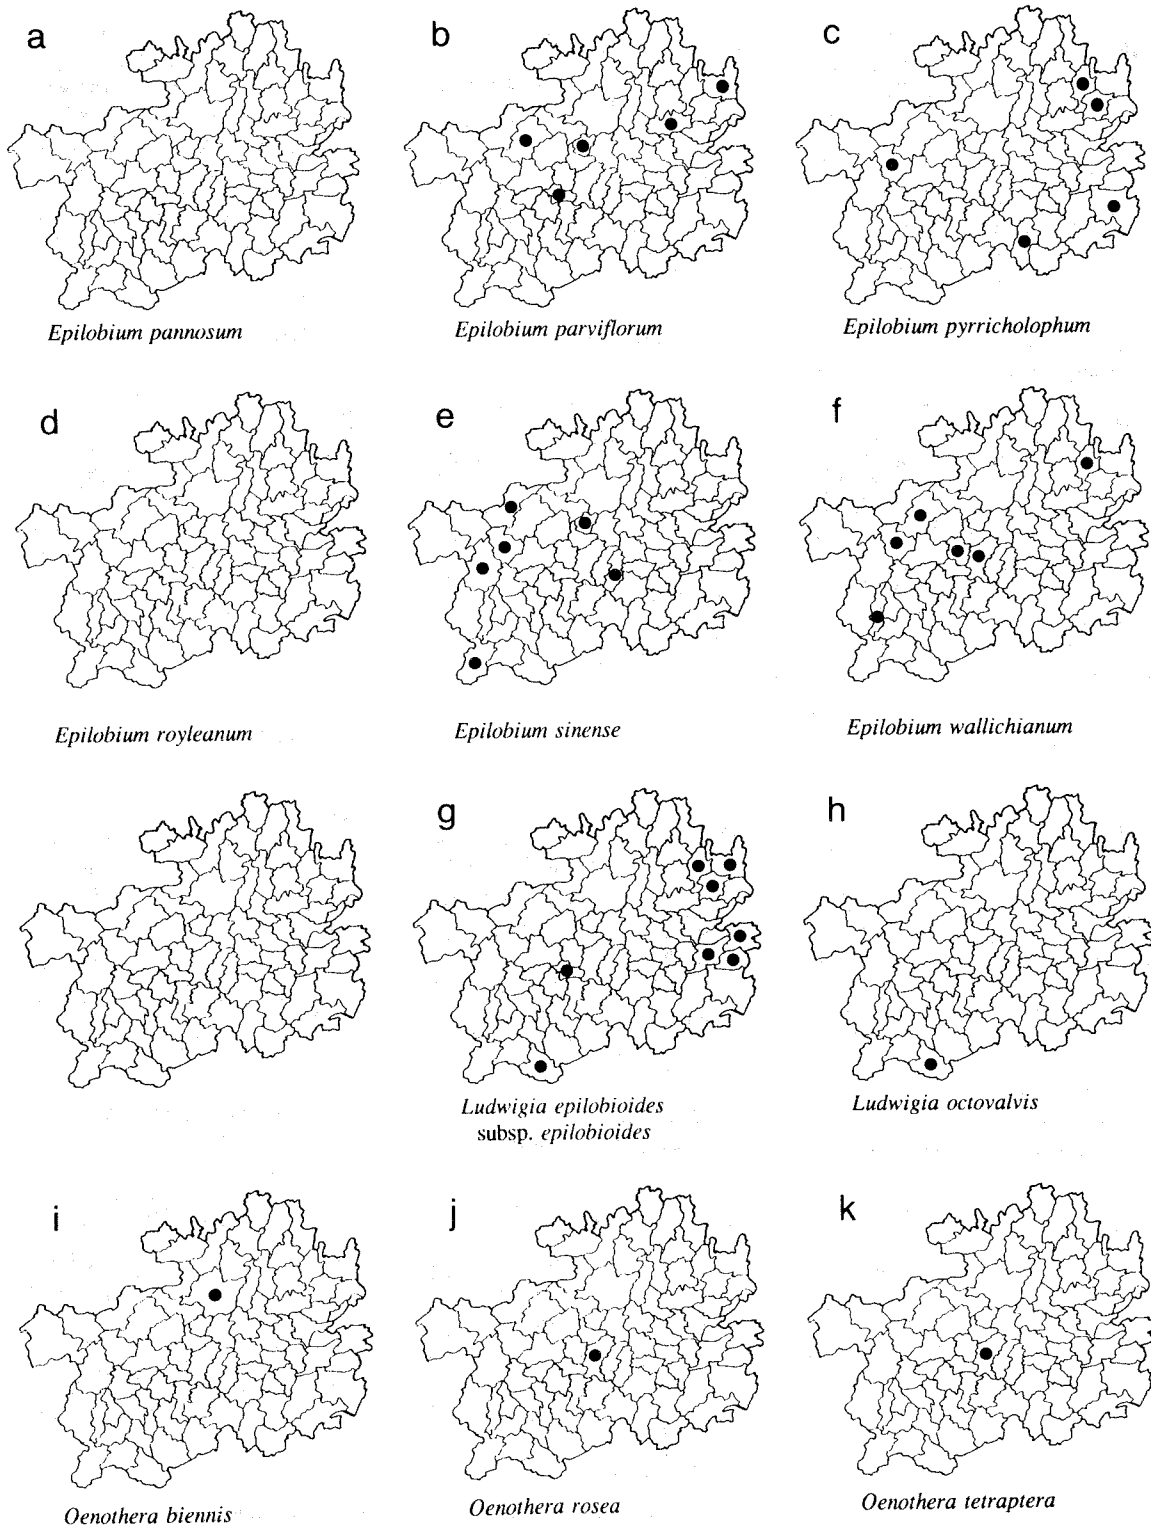 a
b
c
Epilobium pannosum
Epilobium parviflorum
Epilobium pyrricholophum
d
e
f
Epilobium royleanum
Epilobium sinense
Epilobium wallichianum
g
h
Ludwigia epilobioides
subsp. epilobioides
Ludwigia octovalvis
i
j
k
Oenothera biennis
Oenothera rosea
Oenothera tetraptera